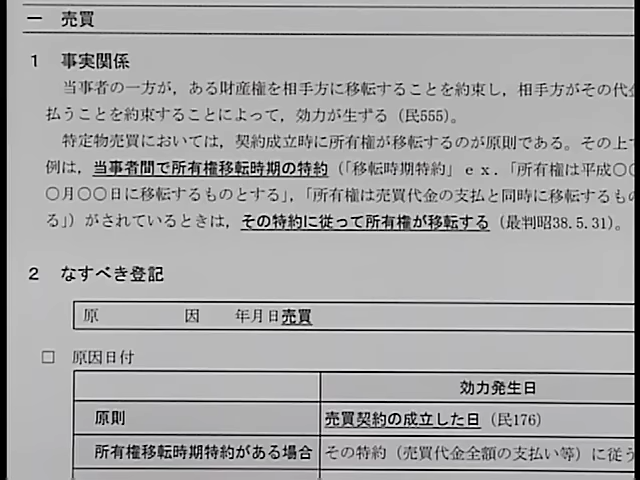 一 売買
1 事実関係
当事者の一方が，ある財産権を相手方に移転することを約束し，相手方がその代
払うことを約束することによって，効力が生ずる（民555）。
特定物売買においては，契約成立時に所有権が移転するのが原則である。その上
例は，当事者間で所有権移転時期の特約（「移転時期特約」ｅｘ．「所有権は平成〇〇
〇月〇〇日に移転するものとする」，「所有権は売買代金の支払と同時に移転するも
る」）がされているときは，その特約に従って所有権が移転する（最判昭38.5.31）。
2 なすべき登記
原 因 年月日売買
□ 原因日付
効力発生日
原則 売買契約の成立した日（民176）
所有権移転時期特約がある場合 その特約（売買代金全額の支払い等）に従